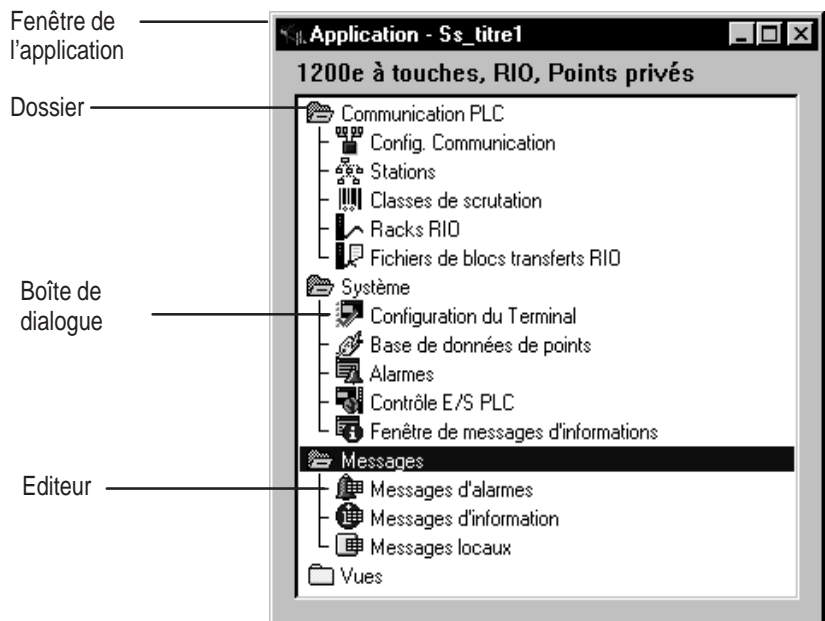 Fenêtre de
l'application
Application - Ss_titre1
1200e à touches, RIO, Points privés
Dossier
Communication PLC
Config. Communication
Stations
Classes de scrutation
Racks RIO
Fichiers de blocs transferts RIO
Boîte de
dialogue
Système
Configuration du Terminal
Base de données de points
Alarmes
Contrôle E/S PLC
Fenêtre de messages d'informations
Editeur
Messages
Messages d'alarmes
Messages d'information
Messages locaux
Vues